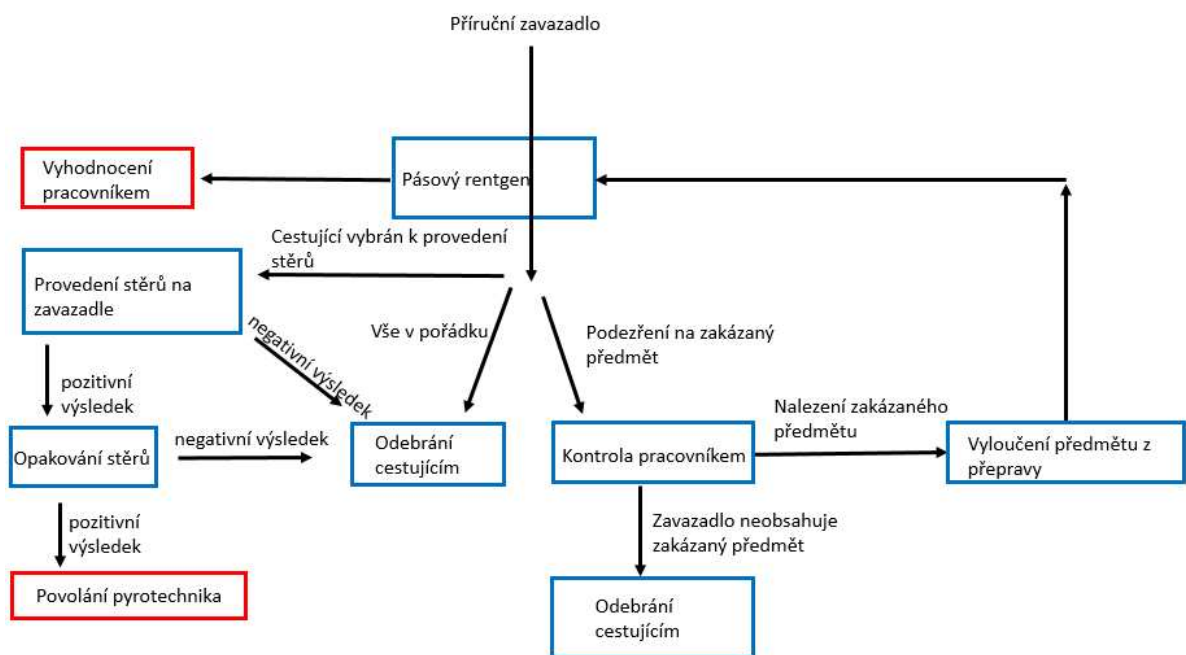 Příruční zavazadlo
Vyhodnocení
pracovníkem
Pásový rentgen
Cestující vybrán k provedení
stěrů
Provedení stěrů na
zavazadle
negativní výsledek
Vše v pořádku
Podezření na zakázaný
předmět
pozitivní
výsledek
Nalezení zakázaného
předmětu
Opakování stěrů
negativní výsledek
Odebrání
cestujícím
Kontrola pracovníkem
Vyloučení předmětu z
přepravy
pozitivní
výsledek
Zavazadlo neobsahuje
zakázaný předmět
Povolání pyrotechnika
Odebrání
cestujícím